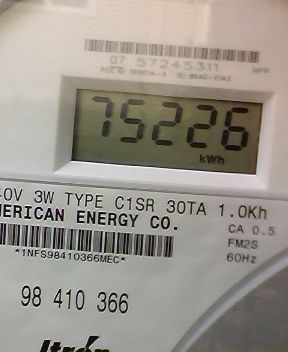 07 57245311
75226
kWh
0V 3W TYPE C1SR 30TA 1.0Kh
MERICAN ENERGY CO.
CA 0.5
FM2S
*1NFS98410366MEC*
60Hz
98 410 366
Itron